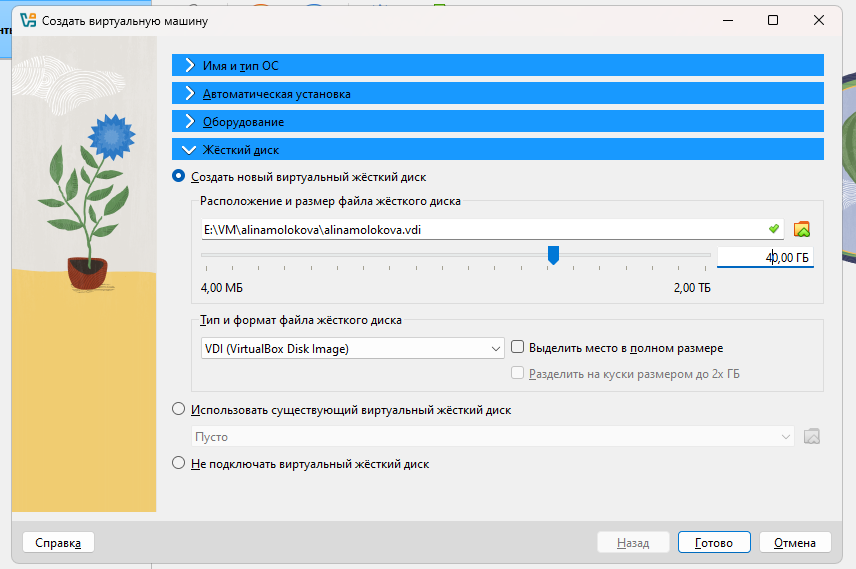 Создать виртуальную машину
Имя и тип ОС
Автоматическая установка
Оборудование
Жёсткий диск
Создать новый виртуальный жёсткий диск
Расположение и размер файла жёсткого диска
E:\VM\alinamolokova\alinamolokova.vdi
40,00 ГБ
4,00 МБ 2,00 ТБ
Тип и формат файла жёсткого диска
VDI (VirtualBox Disk Image) Выделить место в полном размере
Разделить на куски размером до 2х ГБ
Использовать существующий виртуальный жёсткий диск
Пусто
Не подключать виртуальный жёсткий диск
Справка Назад Готово Отмена